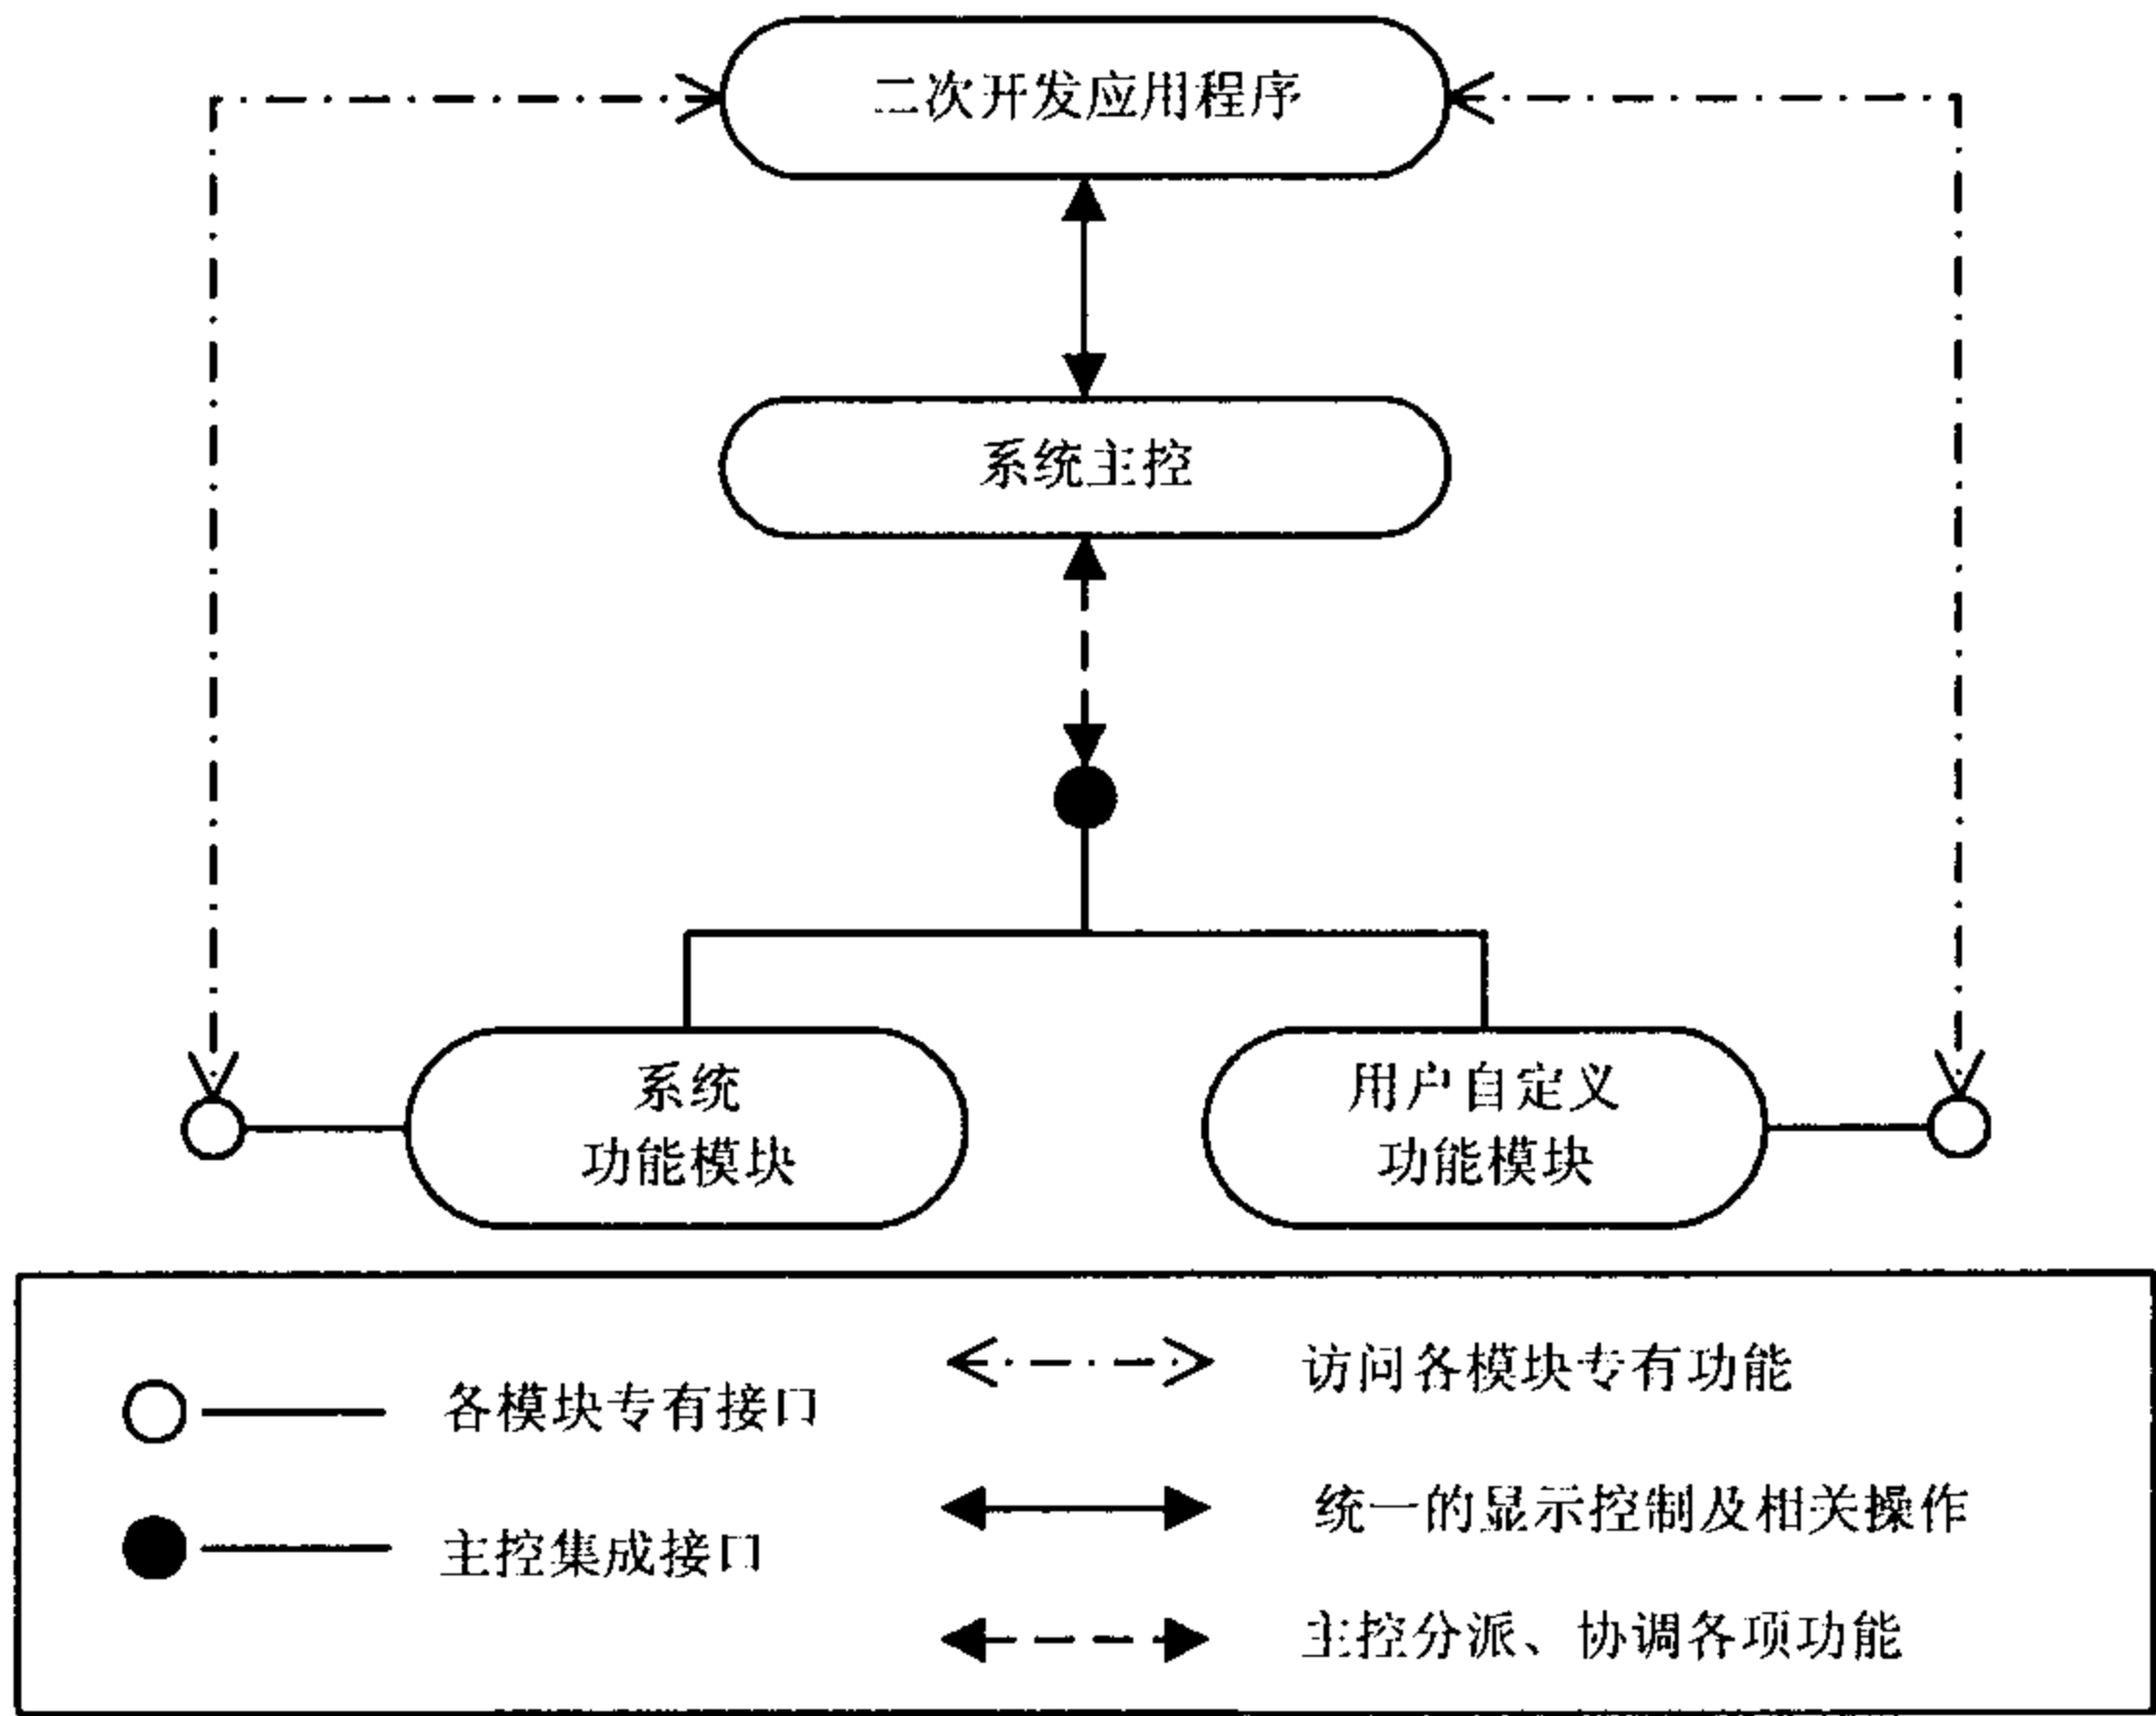 二次开发应用程序
系统主控
系统
功能模块
用户自定义
功能模块
各模块专有接口
主控集成接口
访问各模块专有功能
统一的显示控制及相关操作
主控分派、协调各项功能